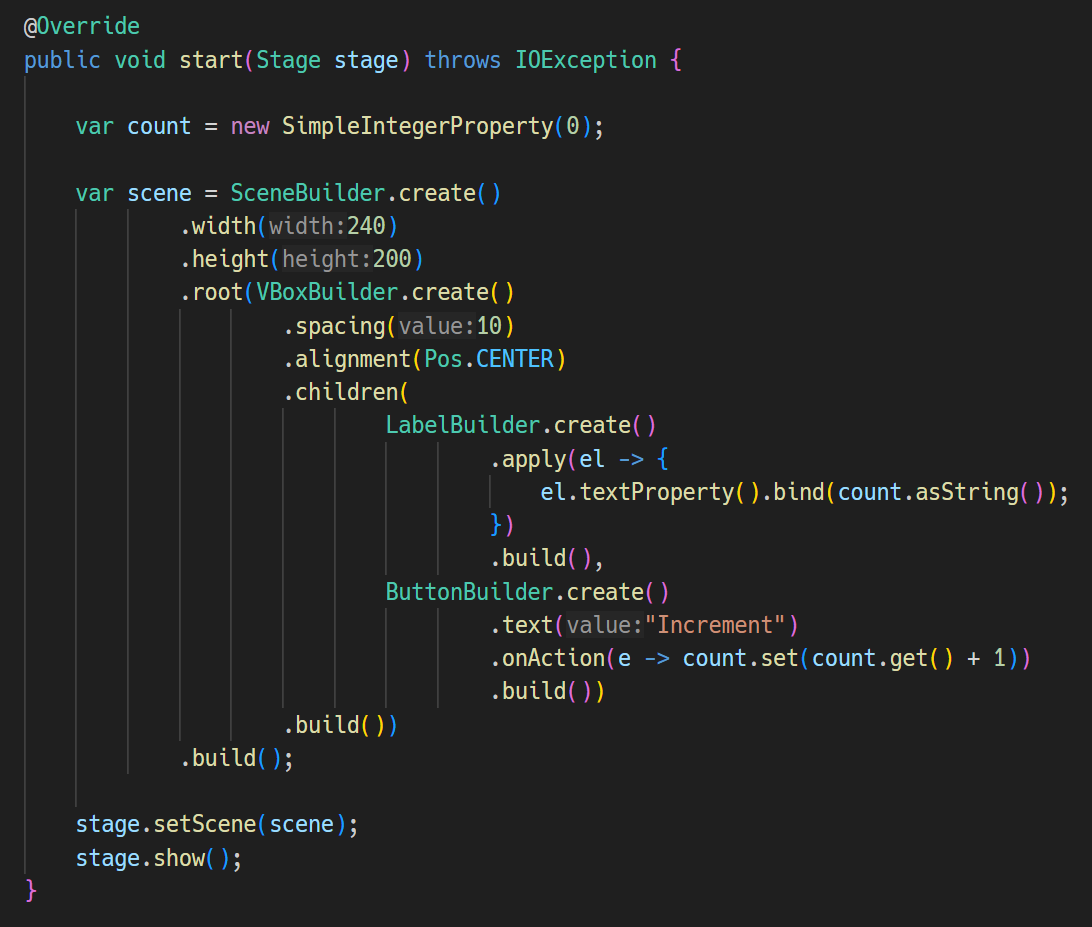 @Override
public void start(Stage stage) throws IOException {
var count = new SimpleIntegerProperty(0);
var scene = SceneBuilder.create()
.width(width:240)
.height(height:200)
.root(VBoxBuilder.create()
.spacing(value:10)
.alignment(Pos.CENTER)
.children(
LabelBuilder.create()
.apply(el -> {
el.textProperty().bind(count.asString());
})
.build(),
ButtonBuilder.create()
.text(value:"Increment")
.onAction(e -> count.set(count.get() + 1))
.build())
.build())
.build();
stage.setScene(scene);
stage.show();
}